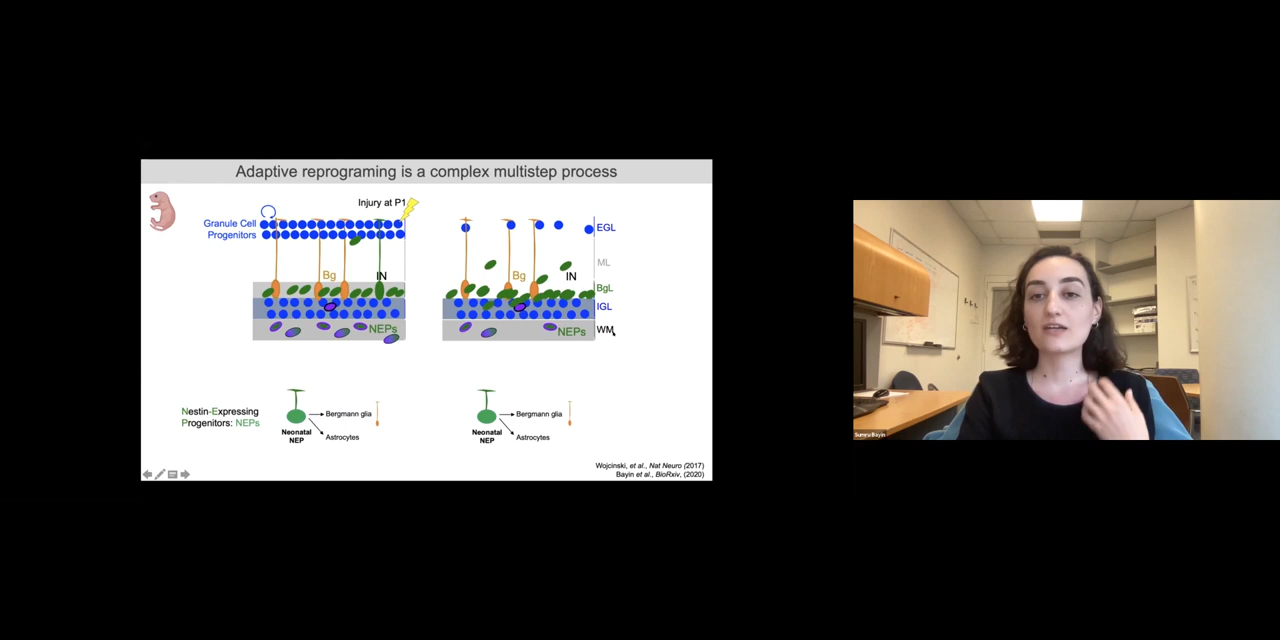 Adaptive reprograming is a complex multistep process
Injury at P1
Granule Cell
Progenitors
EGL
ML
Bg
IN
Bg
IN
BgL
IGL
NEPs
NEPs
WM
Nestin-Expressing
Progenitors: NEPs
Bergmann glia
Astrocytes
Neonatal
NEP
Bergmann glia
Astrocytes
Neonatal
NEP
Wojcinski, et al., Nat Neuro (2017)
Bayin et al., BioRxiv, (2020)
Sumru Bayin